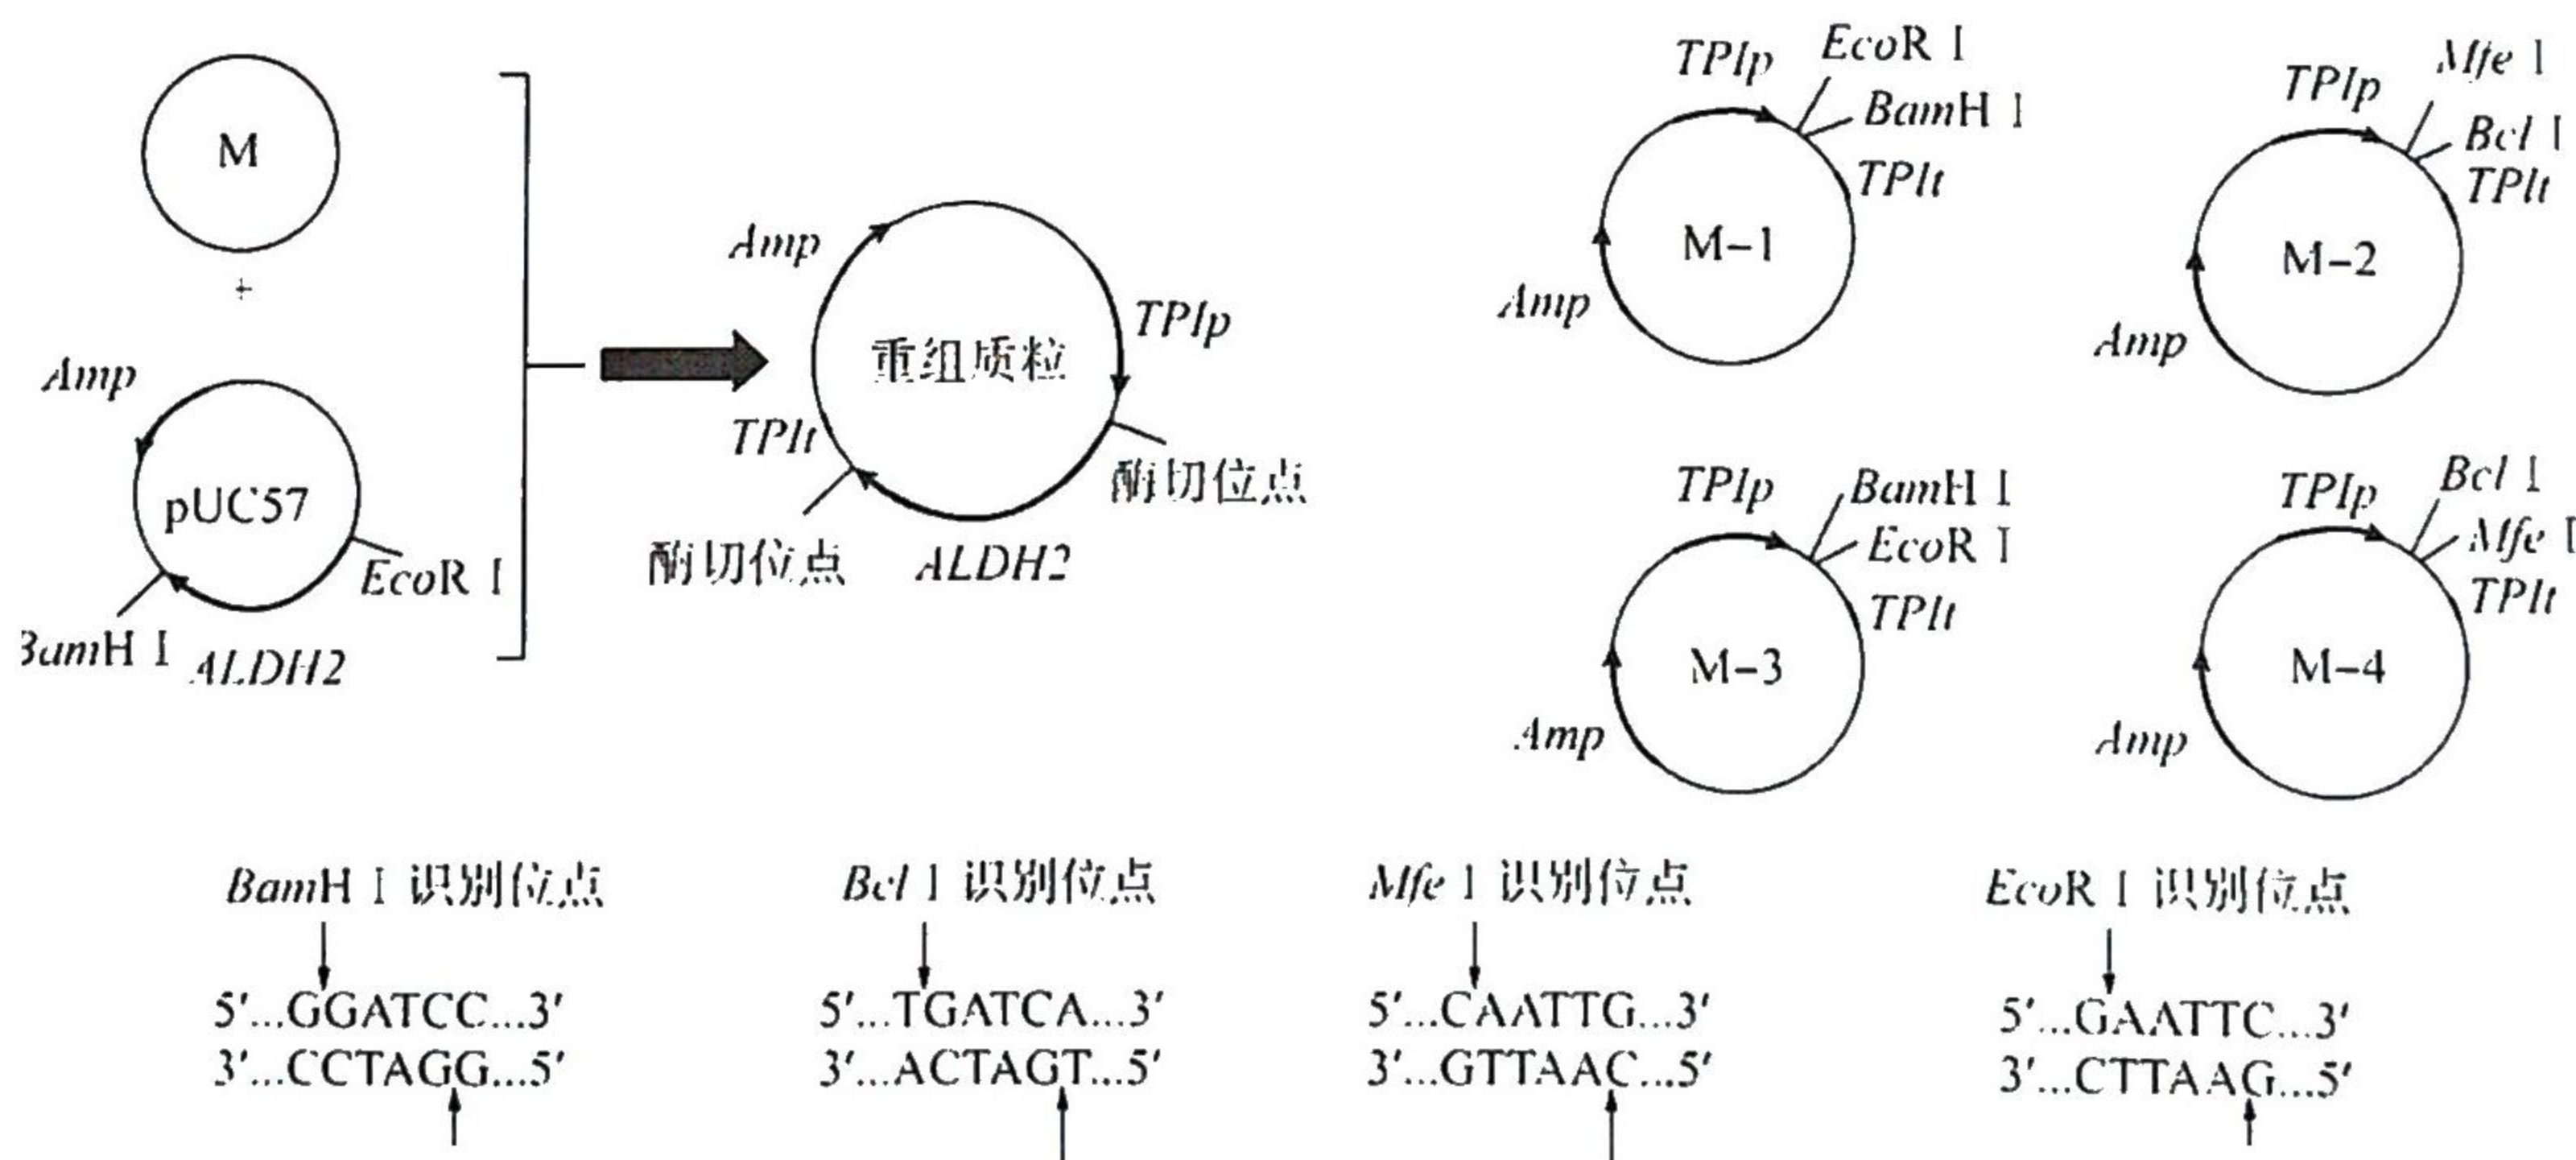 M
+
Amp
pUC57
EcoR I
BamH I
ALDH2
Amp
TPIp
重组质粒
TPIt
酶切位点
酶切位点
ALDH2
TPIp
EcoR I
BamH I
TPIt
M-1
Amp
TPIp
Mfe I
Bcl I
TPIt
M-2
Amp
TPIp
BamH I
EcoR I
TPIt
M-3
Amp
TPIp
Bcl I
Mfe I
TPIt
M-4
Amp
BamH I 识别位点
5′...GGATCC...3′
3′...CCTAGG...5′
Bcl I 识别位点
5′...TGATCA...3′
3′...ACTAGT...5′
Mfe I 识别位点
5′...CAATTG...3′
3′...GTTAAC...5′
EcoR I 识别位点
5′...GAATTC...3′
3′...CTTAAG...5′